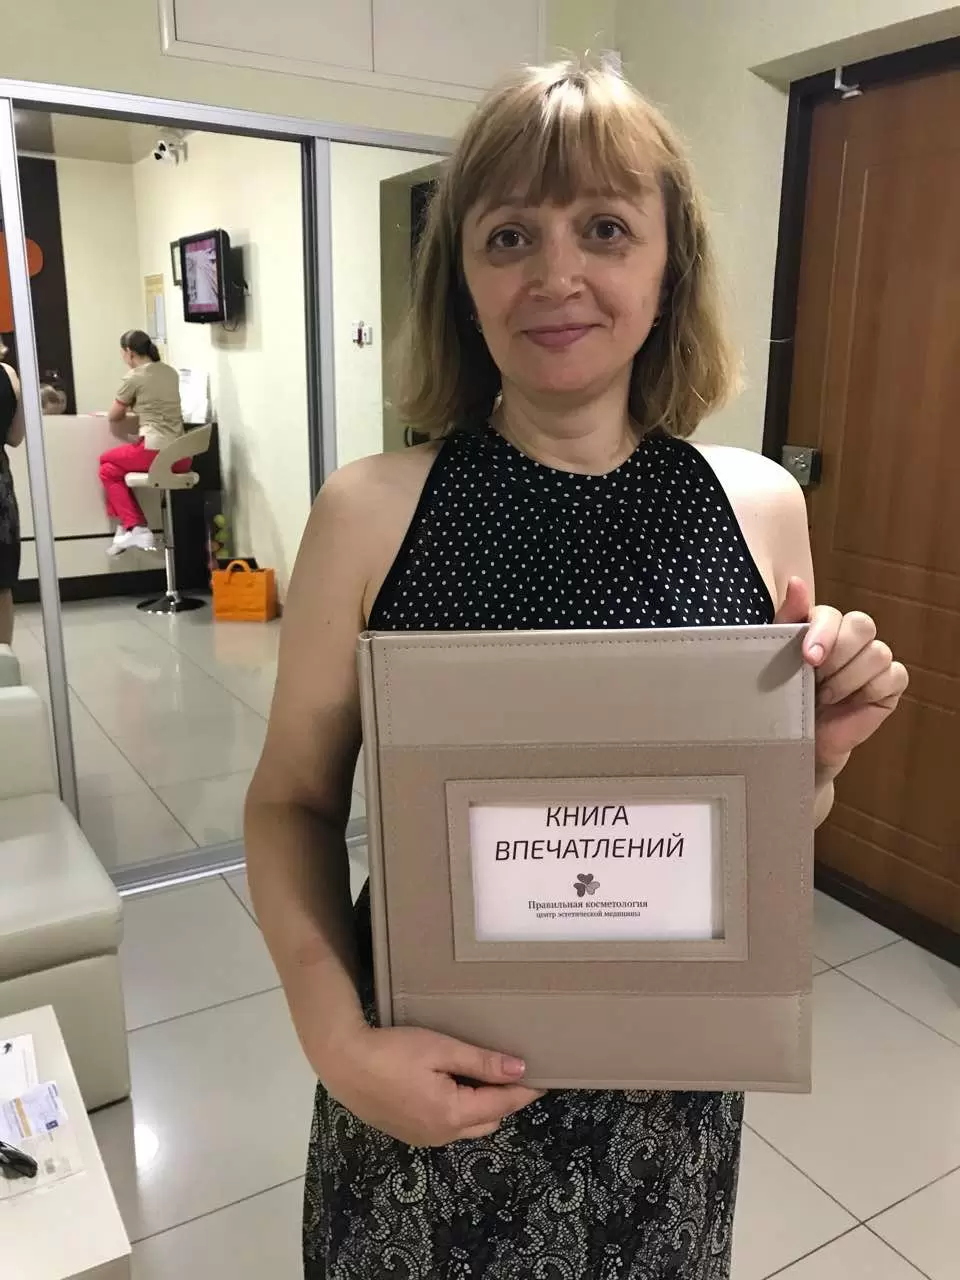 КНИГА
ВПЕЧАТЛЕНИЙ
Правильная косметология
центр эстетической медицины